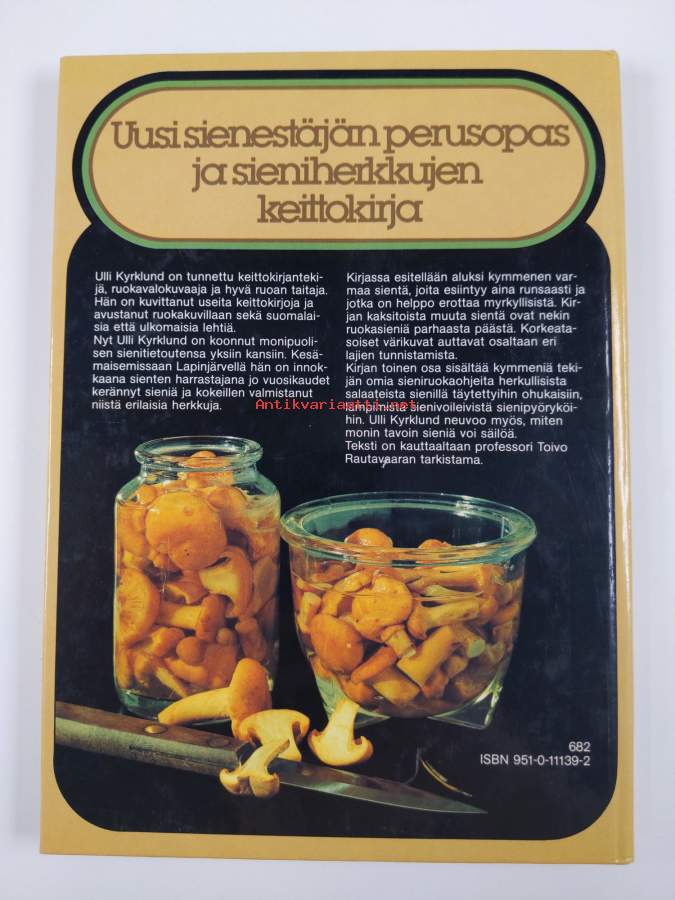 Uusi sienestäjän perusopas
ja sieniherkkujen
keittokirja
Ulli Kyrklund on tunnettu keittokirjanteki-
jä, ruokavalokuvaaja ja hyvä ruoan taitaja.
Hän on kuvittanut useita keittokirjoja ja
avustanut ruokakuvillaan sekä suomalai-
sia että ulkomaisia lehtiä.
Nyt Ulli Kyrklund on koonnut monipuoli-
sen sienitietoutensa yksiin kansiin. Kesä-
maisemissaan Lapinjärvellä hän on innok-
kaana sienten harrastajana jo vuosikaudet
kerännyt sieniä ja kokeillen valmistanut
niistä erilaisia herkkuja.
Kirjassa esitellään aluksi kymmenen var-
maa sientä, joita esiintyy aina runsaasti ja
jotka on helppo erottaa myrkyllisistä. Kir-
jan kaksitoista muuta sientä ovat nekin
ruokasieniä parhaasta päästä. Korkeata-
soiset värikuvat auttavat osaltaan eri
lajien tunnistamista.
Kirjan toinen osa sisältää kymmeniä teki-
jän omia sieniruokaohjeita herkullisista
salaateista sienillä täytettyihin ohukaisiin,
lämpimistä sienivoileivistä sienipyöryköi-
hin. Ulli Kyrklund neuvoo myös, miten
monin tavoin sieniä voi säilöä.
Teksti on kauttaaltaan professori Toivo
Rautavaaran tarkistama.
Antikvariaatti.net
682
ISBN 951-0-11139-2